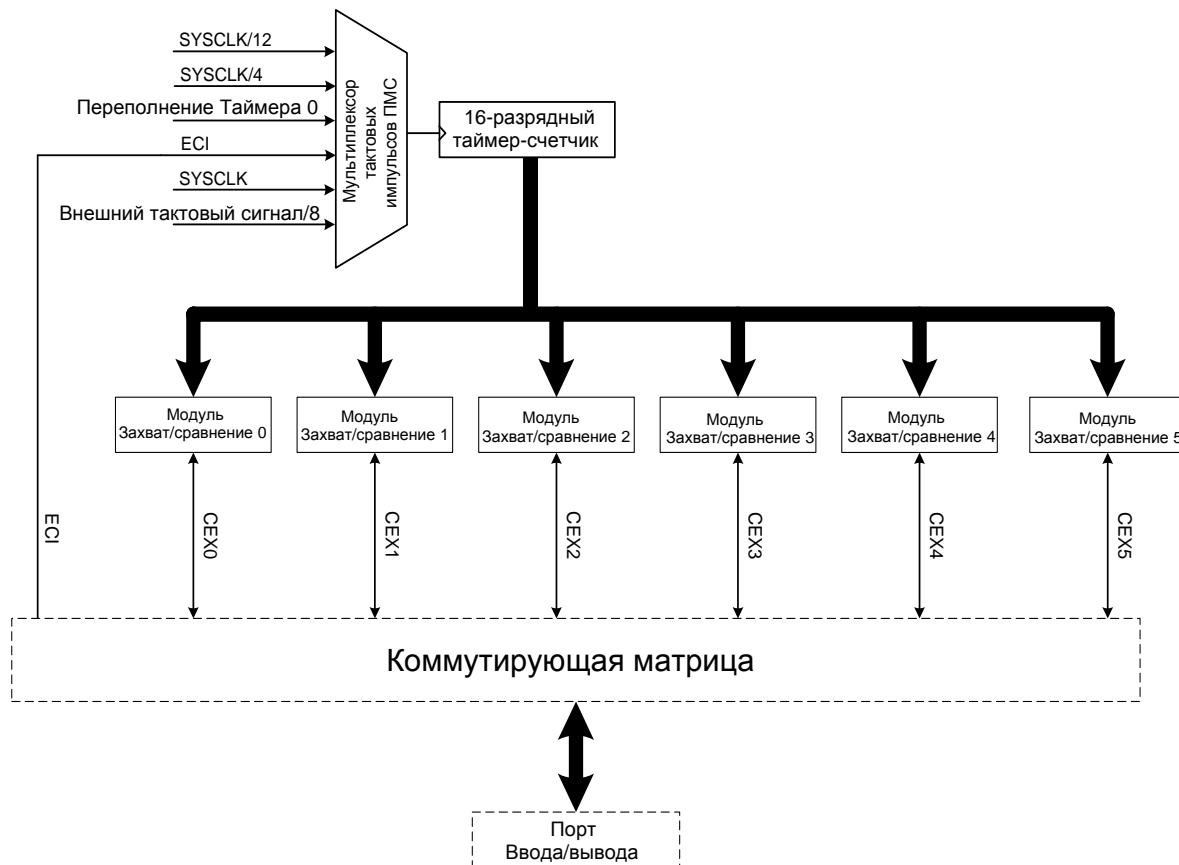 SYSCLK/12
SYSCLK/4
Переполнение Таймера 0
ECI
SYSCLK
Внешний тактовый сигнал/8
Мультиплексор
тактовых
импульсов ПМС
16-разрядный
таймер-счетчик
Модуль
Захват/сравнение 0
Модуль
Захват/сравнение 1
Модуль
Захват/сравнение 2
Модуль
Захват/сравнение 3
Модуль
Захват/сравнение 4
Модуль
Захват/сравнение 5
ECI
CEX0
CEX1
CEX2
CEX3
CEX4
CEX5
Коммутирующая матрица
Порт
Ввода/вывода